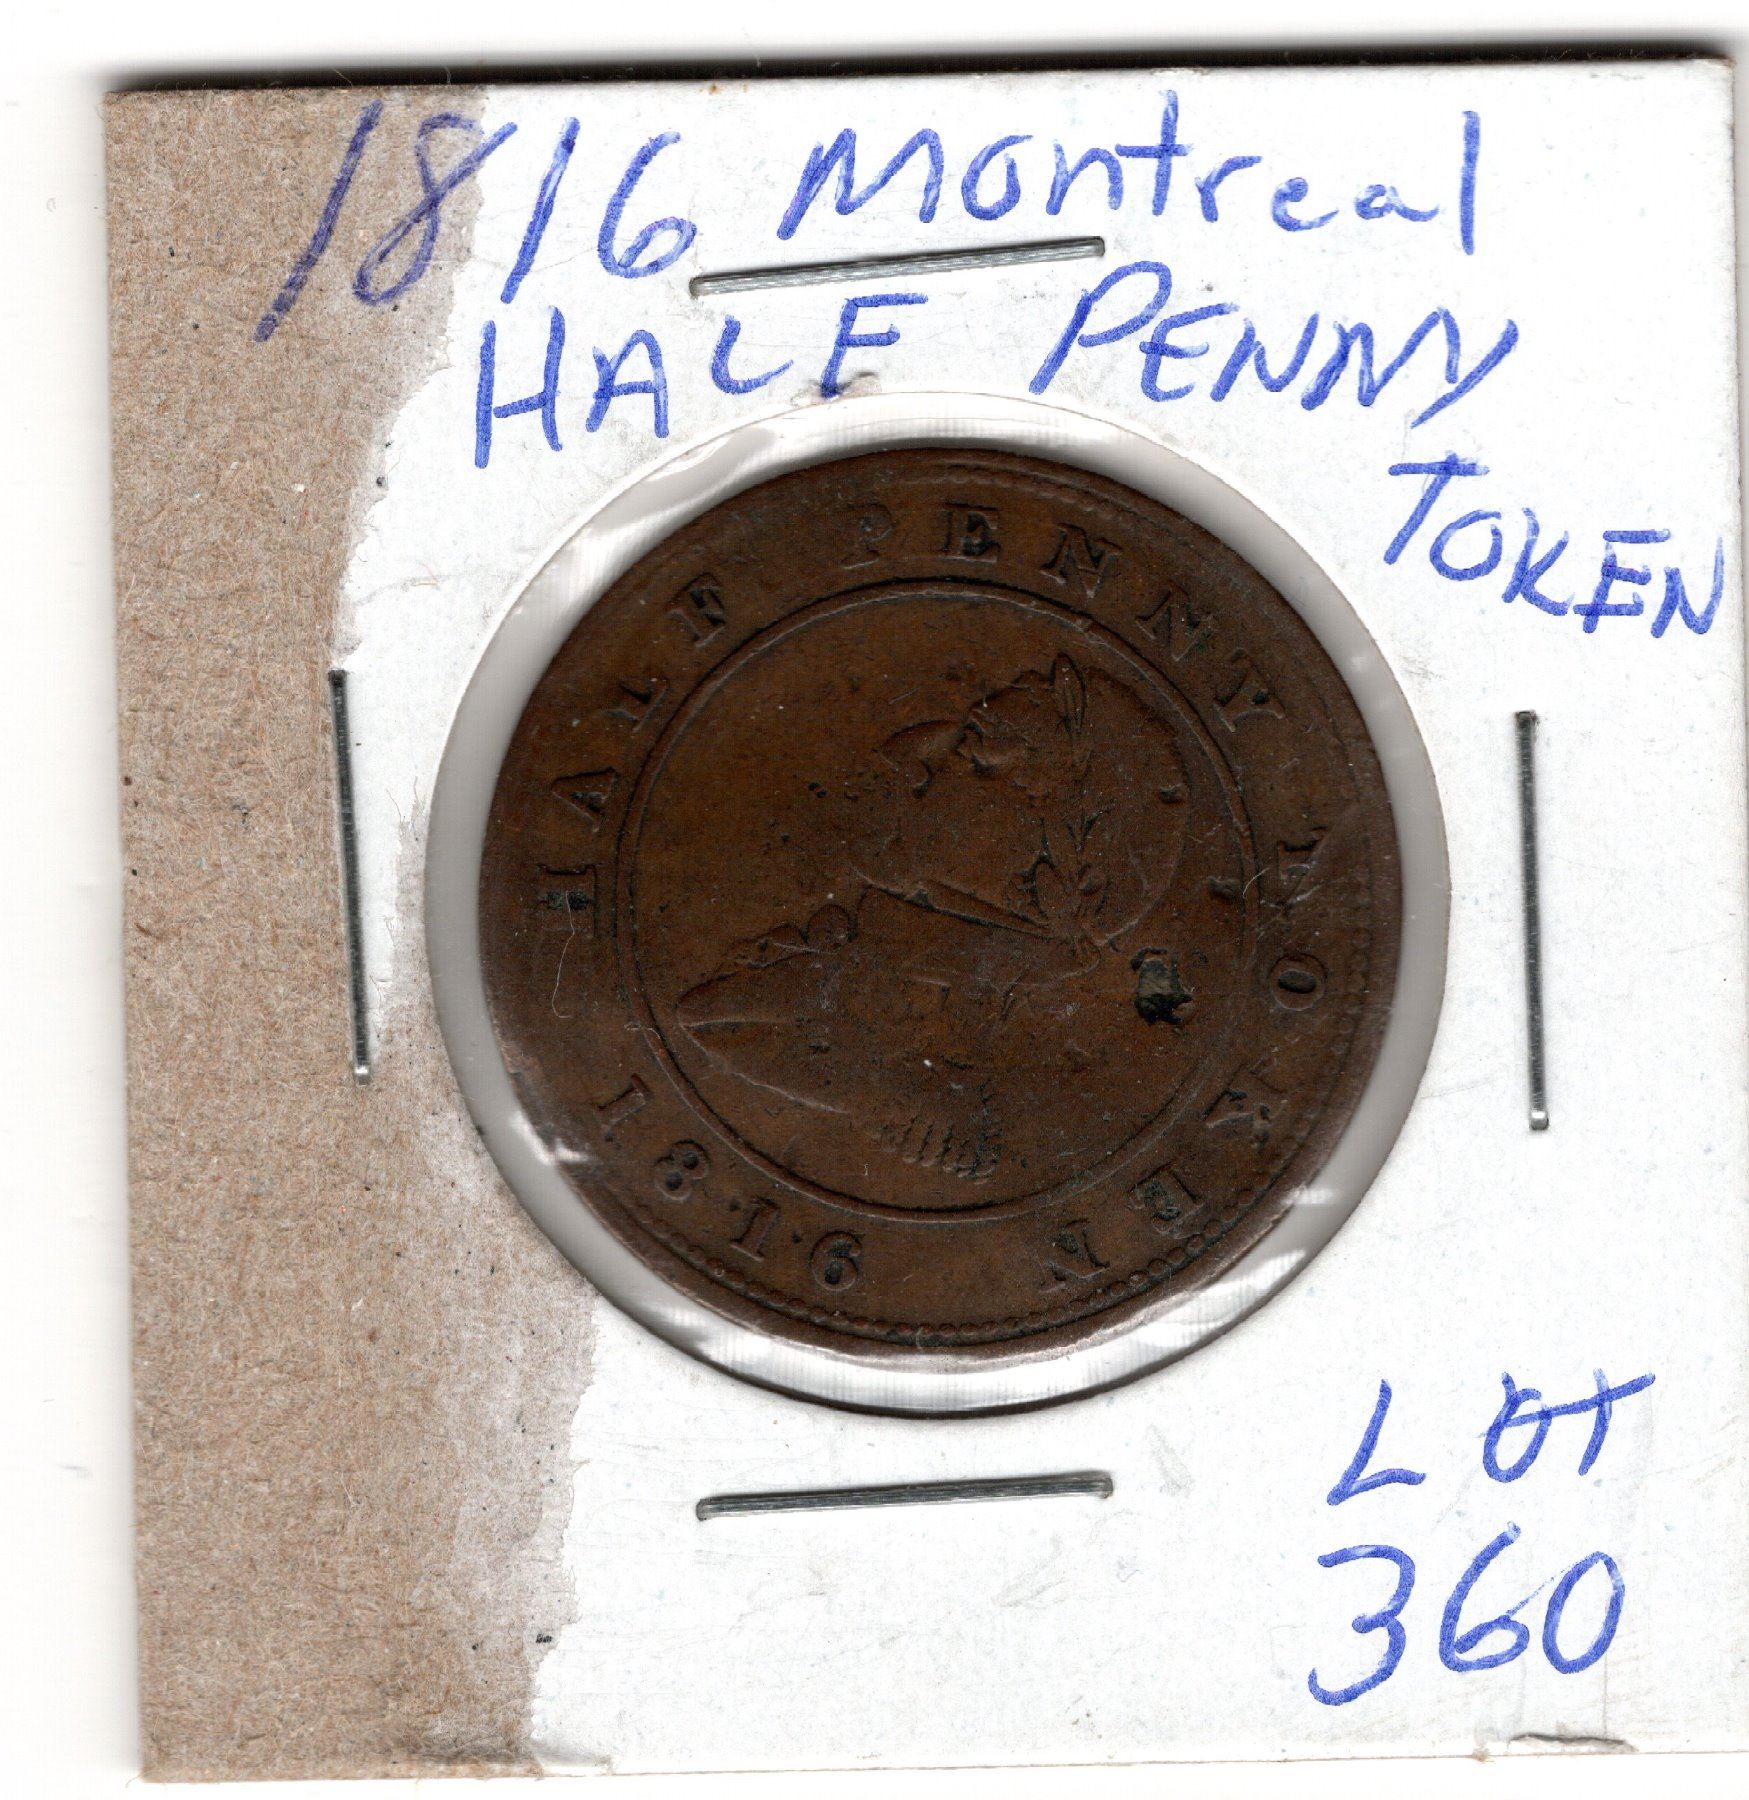 1816 Montreal
HALF PENNY
TOKEN
HALF PENNY TOKEN
1816
LOT
360